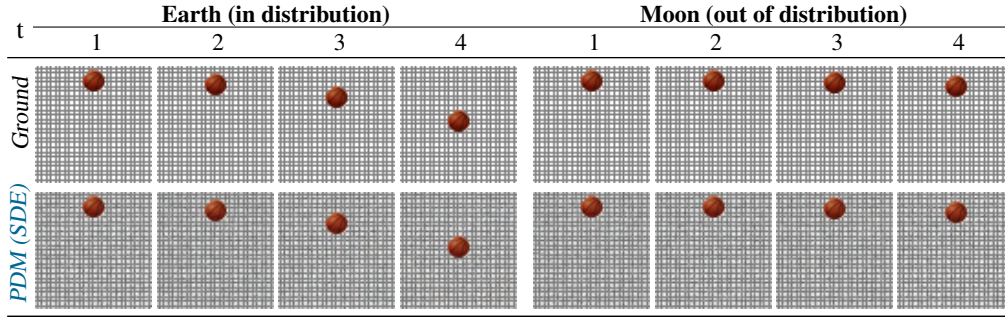 Earth (in distribution) Moon (out of distribution)
t 1 2 3 4 1 2 3 4
Ground
PDM (SDE)